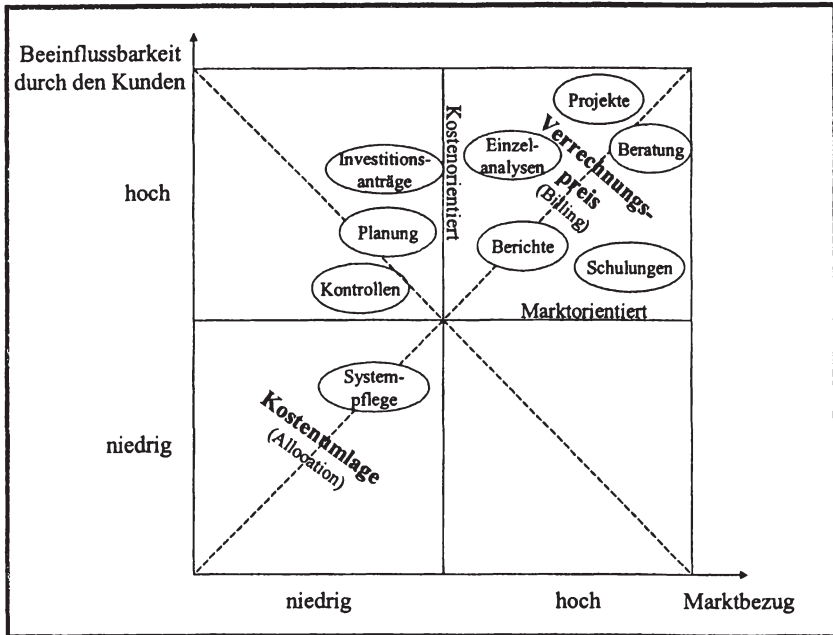 Beeinflussbarkeit
durch den Kunden
hoch
niedrig
Investitions-
anträge
Planung
Kontrollen
Kostenorientiert
Projekte
Einzel-
analysen
Beratung
Verrechnungs-
preis
(Billing)
Berichte
Schulungen
Marktorientiert
System-
pflege
Kostenumlage
(Allocation)
niedrig
hoch
Marktbezug